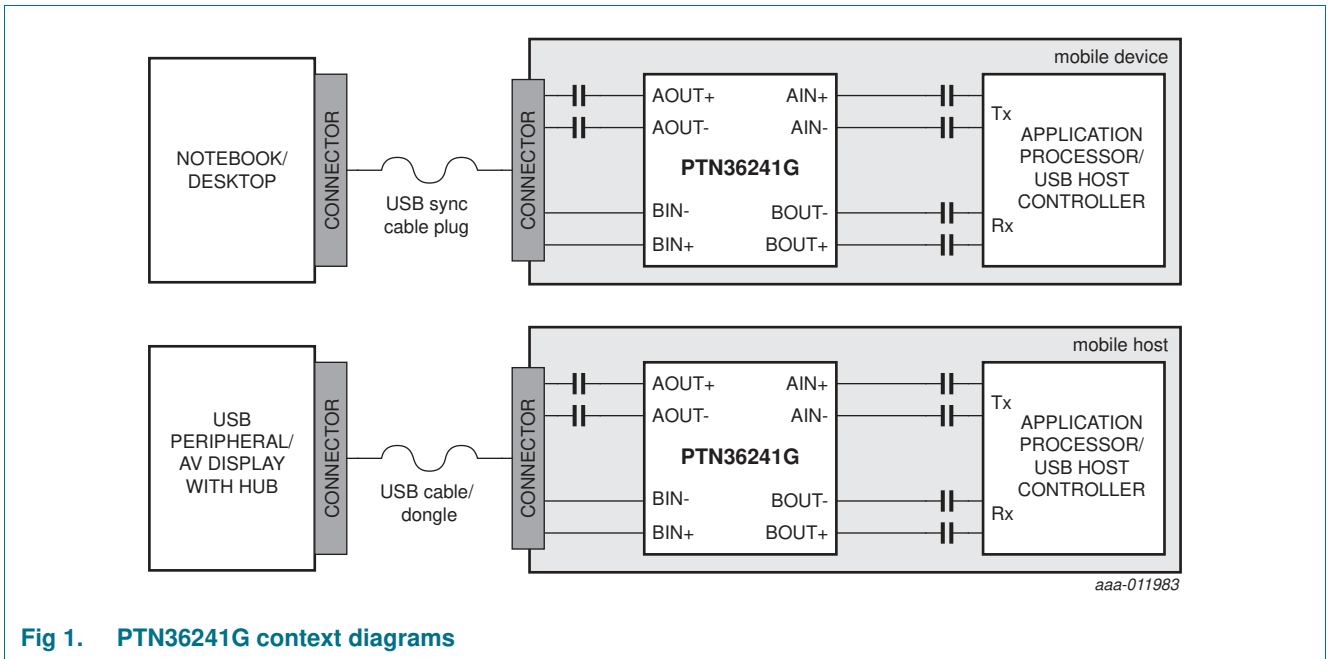 mobile device
NOTEBOOK/
DESKTOP
CONNECTOR
USB sync
cable plug
CONNECTOR
AOUT+ AIN+
AOUT- AIN-
PTN36241G
BIN- BOUT-
BIN+ BOUT+
Tx
APPLICATION
PROCESSOR/
USB HOST
CONTROLLER
Rx
mobile host
USB
PERIPHERAL/
AV DISPLAY
WITH HUB
CONNECTOR
USB cable/
dongle
CONNECTOR
AOUT+ AIN+
AOUT- AIN-
PTN36241G
BIN- BOUT-
BIN+ BOUT+
Tx
APPLICATION
PROCESSOR/
USB HOST
CONTROLLER
Rx
aaa-011983
Fig 1. PTN36241G context diagrams